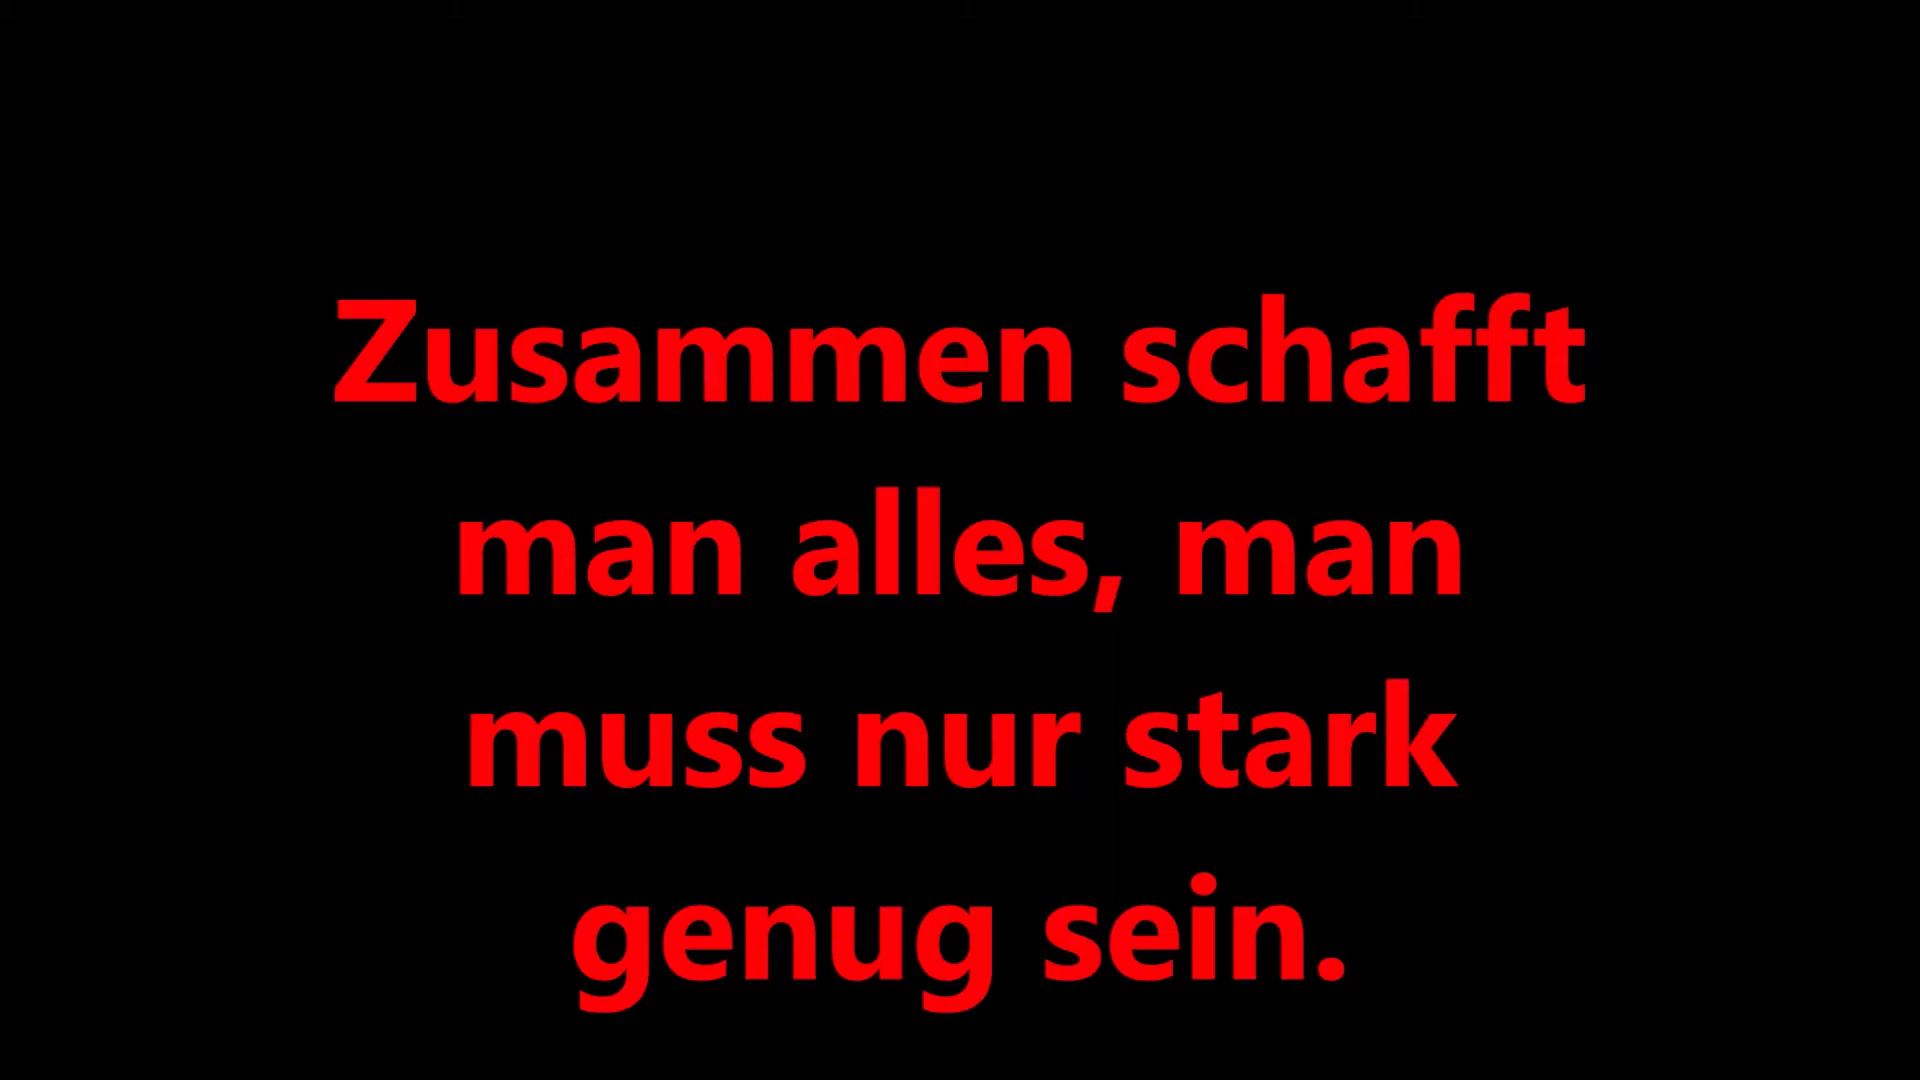 Zusammen schafft
man alles, man
muss nur stark
genug sein.